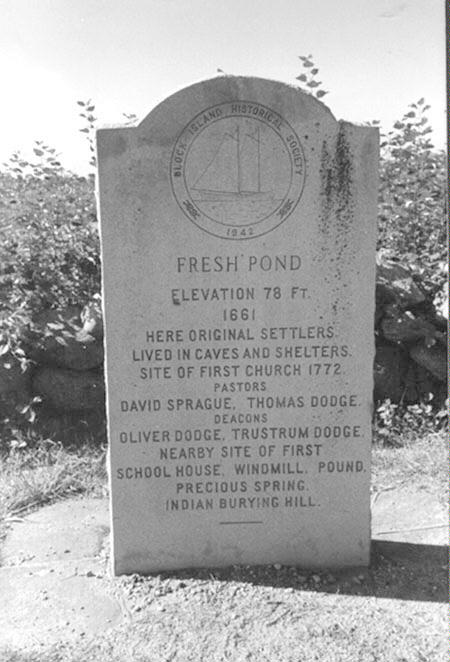 BLOCK ISLAND HISTORICAL SOCIETY
1942
FRESH POND
ELEVATION 78 FT.
1661
HERE ORIGINAL SETTLERS
LIVED IN CAVES AND SHELTERS.
SITE OF FIRST CHURCH 1772.
PASTORS
DAVID SPRAGUE, THOMAS DODGE.
DEACONS
OLIVER DODGE, TRUSTRUM DODGE.
NEARBY SITE OF FIRST
SCHOOL HOUSE, WINDMILL, POUND,
PRECIOUS SPRING.
INDIAN BURYING HILL.